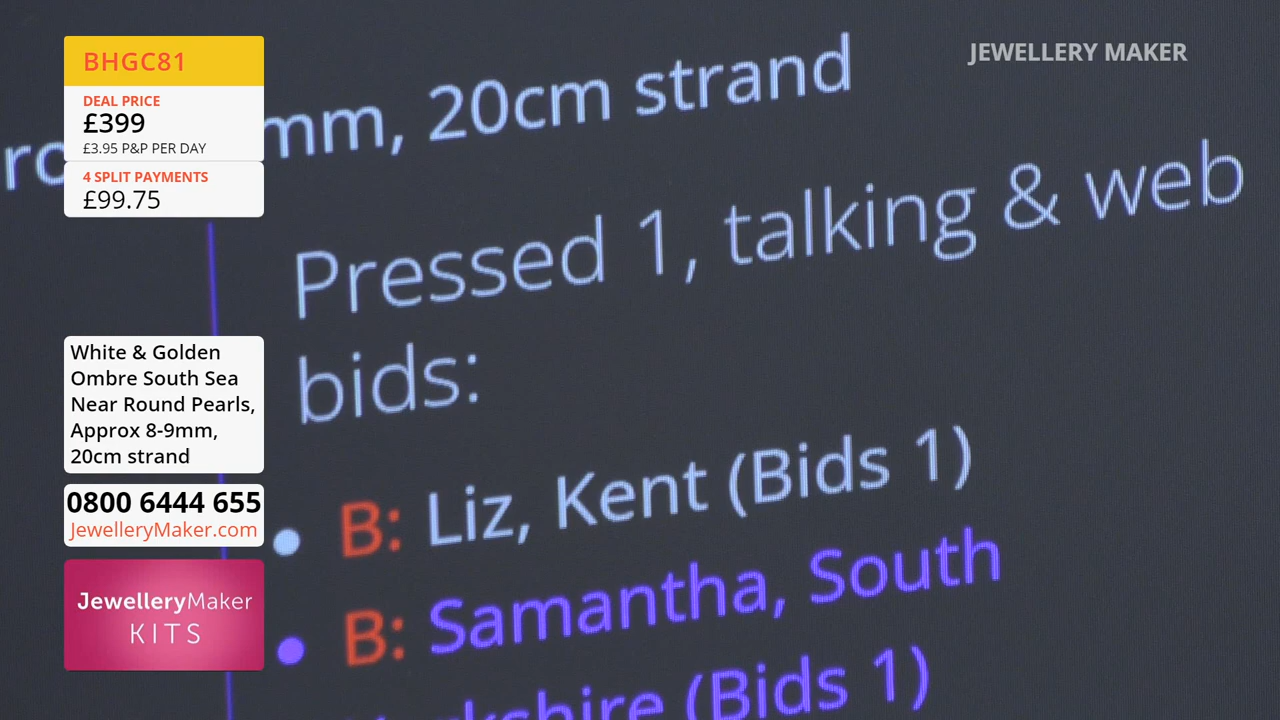 BHGC81
DEAL PRICE
£399
£3.95 P&P PER DAY
4 SPLIT PAYMENTS
£99.75
JEWELLERY MAKER
mm, 20cm strand
Pressed 1, talking & web
bids:
• B: Liz, Kent (Bids 1)
• B: Samantha, South
(Bids 1)
White & Golden
Ombre South Sea
Near Round Pearls,
Approx 8-9mm,
20cm strand
0800 6444 655
JewelleryMaker.com
JewelleryMaker
KITS